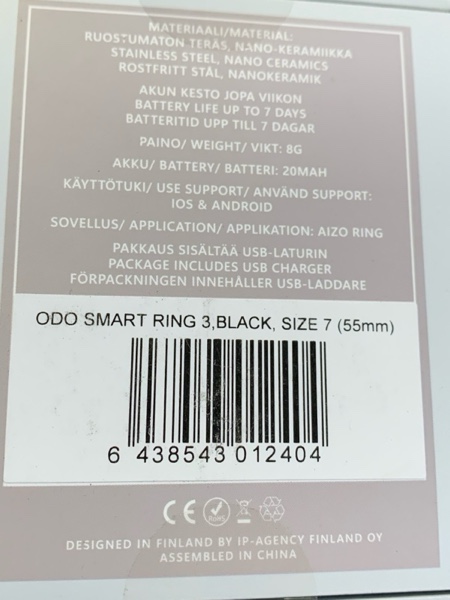 MATERIAALI/MATERIAL:
RUOSTUMATON TERÄS, NANO-KERAMIIKKA
STAINLESS STEEL, NANO CERAMICS
ROSTFRITT STÅL, NANOKERAMIK
AKUN KESTO JOPA VIIKON
BATTERY LIFE UP TO 7 DAYS
BATTERITID UPP TILL 7 DAGAR
PAINO/ WEIGHT/ VIKT: 8G
AKKU/ BATTERY/ BATTERI: 20MAH
KÄYTTÖTUKI/ USE SUPPORT/ ANVÄND SUPPORT:
IOS & ANDROID
SOVELLUS/ APPLICATION/ APPLIKATION: AIZO RING
PAKKAUS SISÄLTÄÄ USB-LATURIN
PACKAGE INCLUDES USB CHARGER
FÖRPACKNINGEN INNEHÅLLER USB-LADDARE
ODO SMART RING 3,BLACK, SIZE 7 (55mm)
6 438543 012404
CE RoHS
DESIGNED IN FINLAND BY IP-AGENCY FINLAND OY
ASSEMBLED IN CHINA